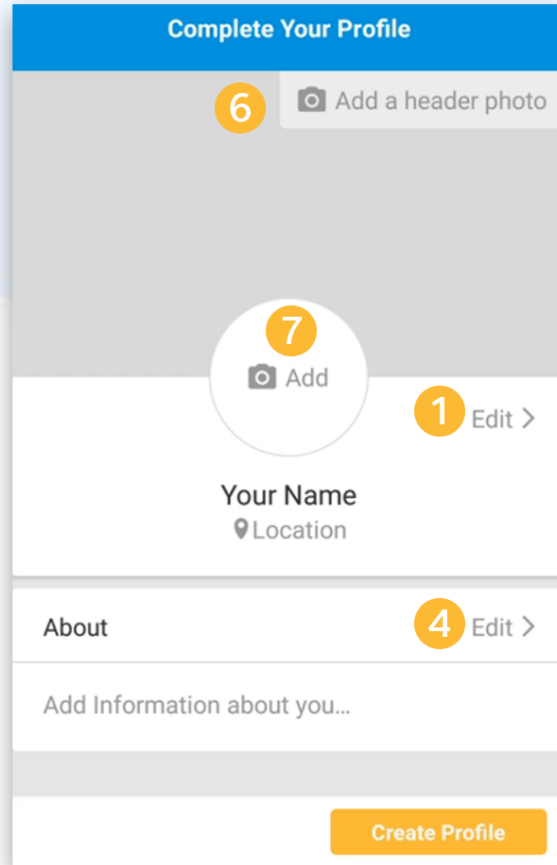 Complete Your Profile
6 Add a header photo
7
Add
1 Edit >
Your Name
Location
About 4 Edit >
Add Information about you...
Create Profile